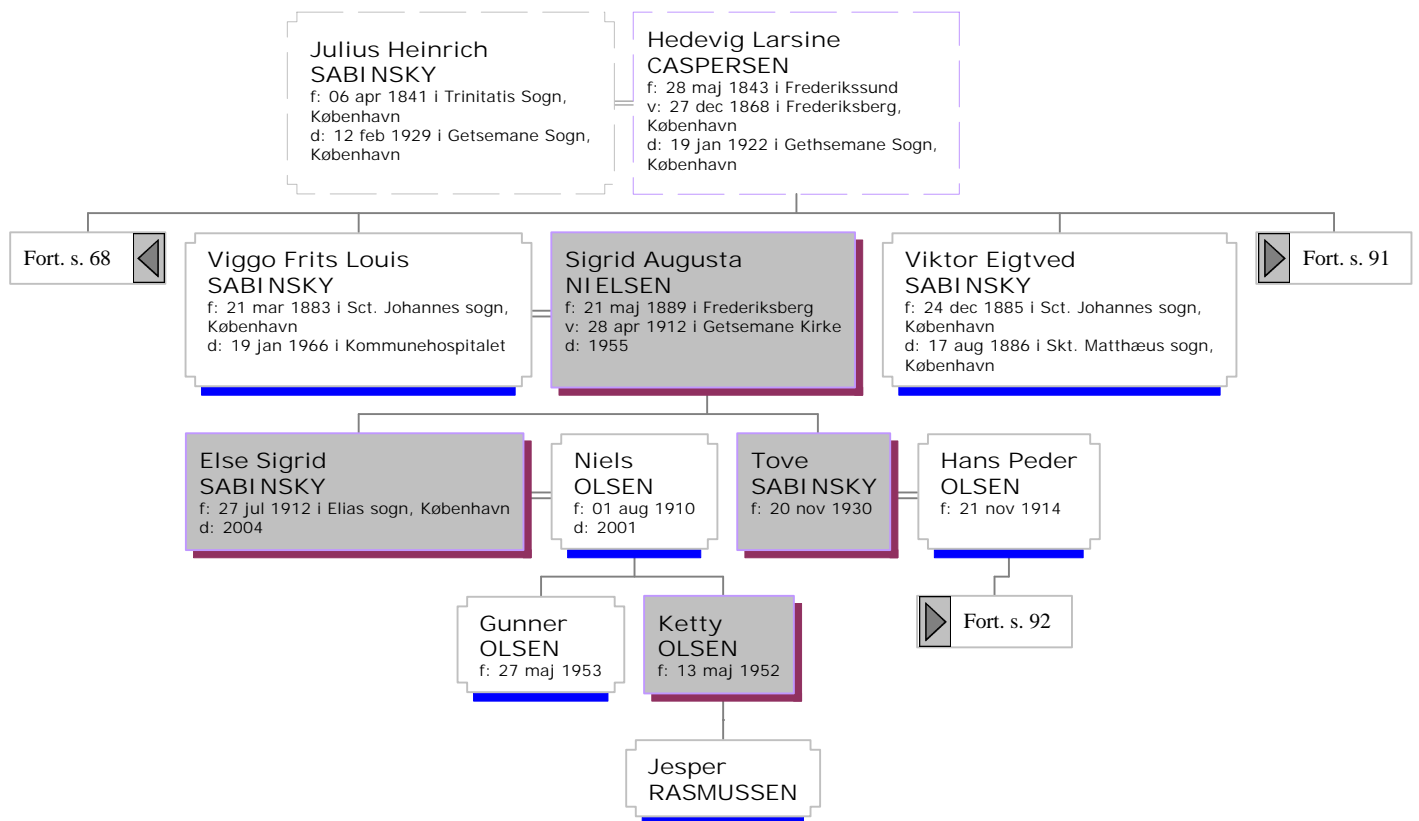 Julius Heinrich
SABINSKY
f: 06 apr 1841 i Trinitatis Sogn,
København
d: 12 feb 1929 i Getsemane Sogn,
København
Hedevig Larsine
CASPERSEN
f: 28 maj 1843 i Frederikssund
v: 27 dec 1868 i Frederiksberg,
København
d: 19 jan 1922 i Gethsemane Sogn,
København
Fort. s. 68
Viggo Frits Louis
SABINSKY
f: 21 mar 1883 i Sct. Johannes sogn,
København
d: 19 jan 1966 i Kommunehospitalet
Sigrid Augusta
NIELSEN
f: 21 maj 1889 i Frederiksberg
v: 28 apr 1912 i Getsemane Kirke
d: 1955
Viktor Eigtved
SABINSKY
f: 24 dec 1885 i Sct. Johannes sogn,
København
d: 17 aug 1886 i Skt. Matthæus sogn,
København
Fort. s. 91
Else Sigrid
SABINSKY
f: 27 jul 1912 i Elias sogn, København
d: 2004
Niels
OLSEN
f: 01 aug 1910
d: 2001
Tove
SABINSKY
f: 20 nov 1930
Hans Peder
OLSEN
f: 21 nov 1914
Gunner
OLSEN
f: 27 maj 1953
Ketty
OLSEN
f: 13 maj 1952
Fort. s. 92
Jesper
RASMUSSEN